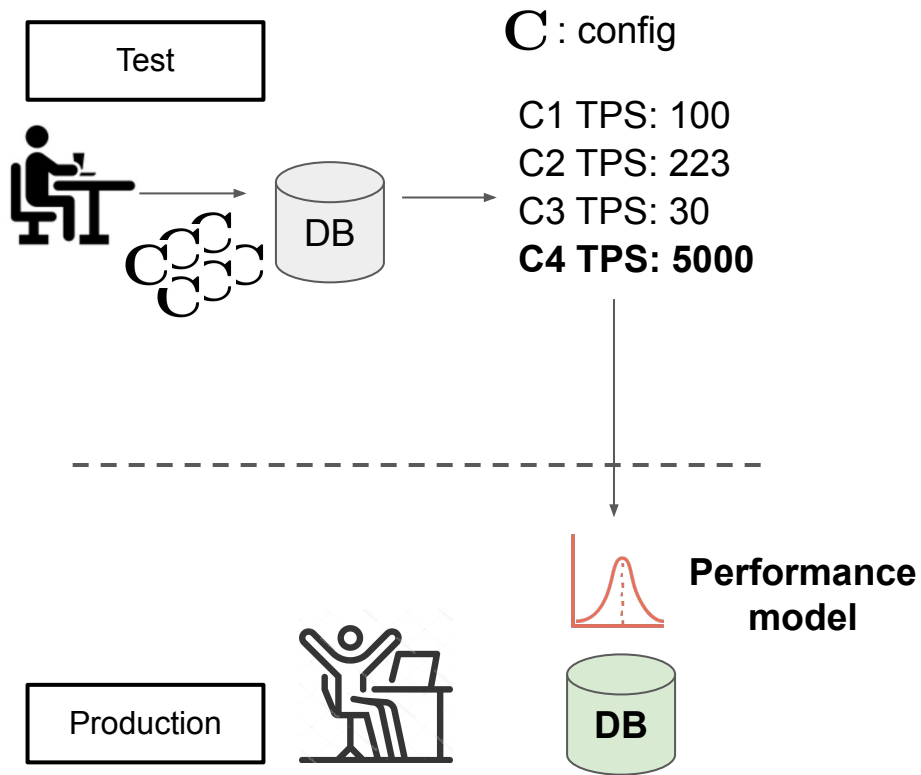 Test
C : config
C1 TPS: 100
C2 TPS: 223
C3 TPS: 30
C4 TPS: 5000
DB
C C C
C C C
Performance
model
Production
DB